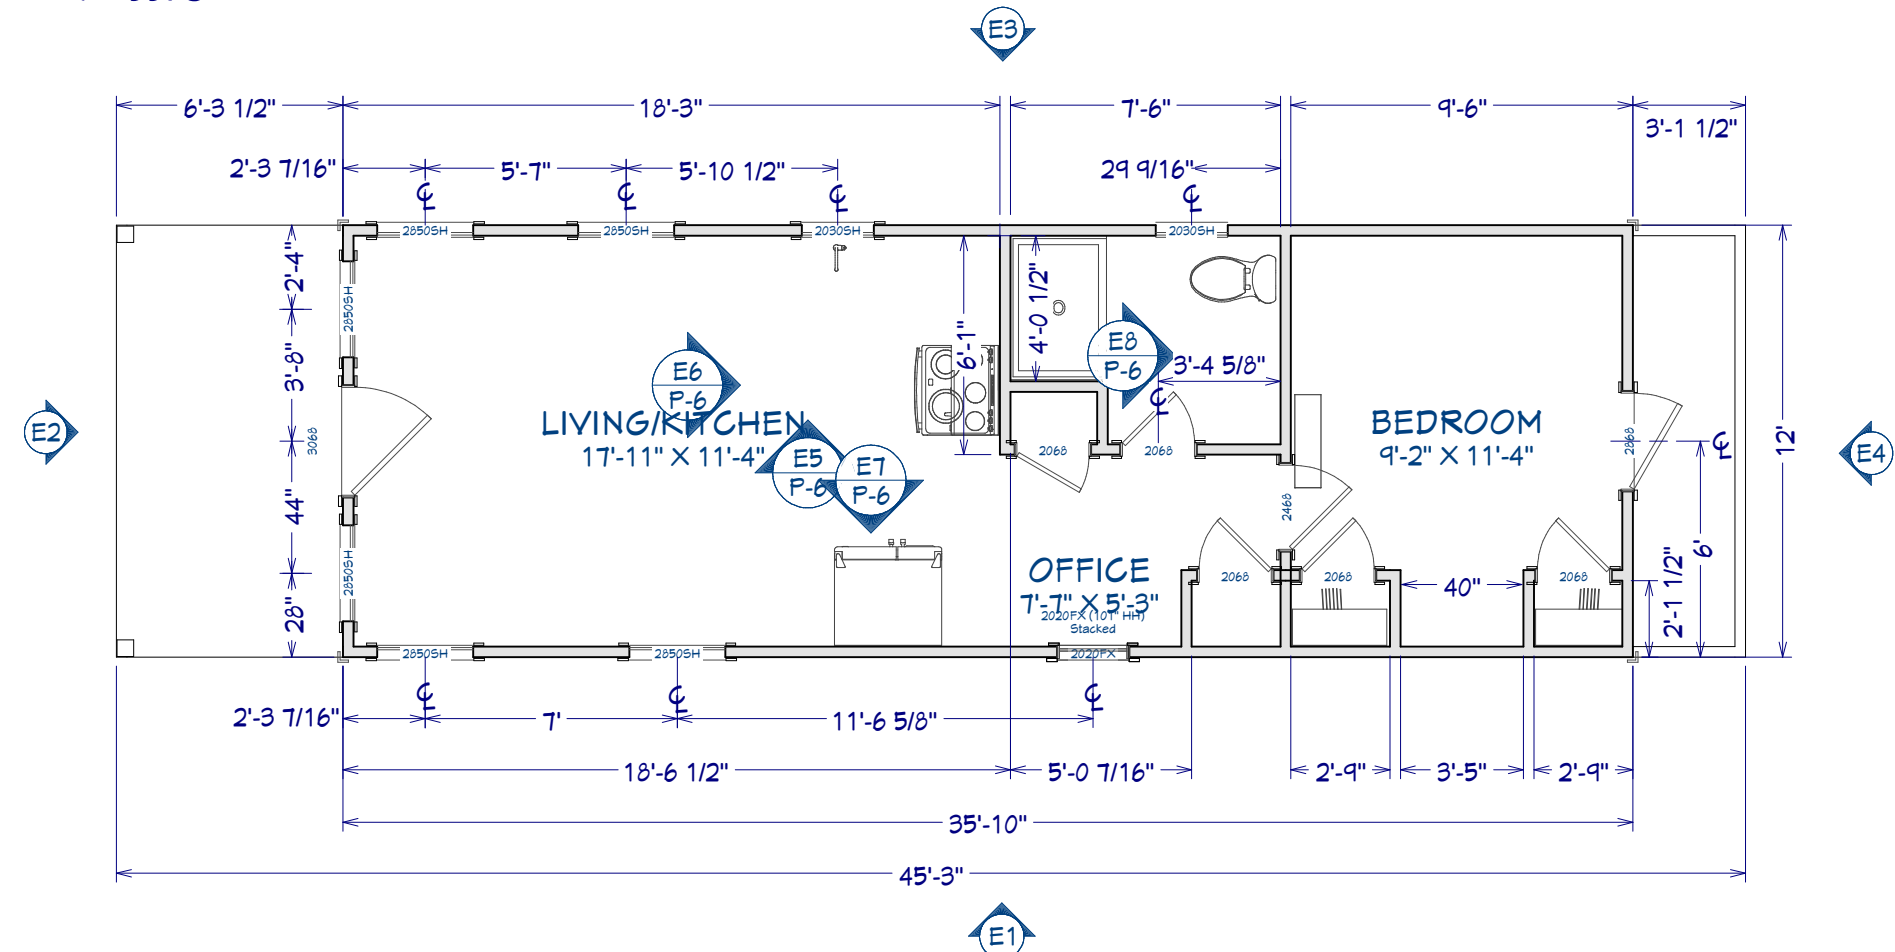 E3
6'-3 1/2"
18'-3"
7'-6"
9'-6"
3'-1 1/2"
2'-3 7/16"
5'-7"
5'-10 1/2"
29 9/16"
℄
℄
℄
℄
2850SH
2850SH
2030SH
2030SH
2'-4"
2850SH
3'-8"
6'-1"
4'-0 1/2"
E8
P-6
3'-4 5/8"
℄
E6
P-6
E2
3068
LIVING/KITCHEN
17'-11" X 11'-4"
BEDROOM
9'-2" X 11'-4"
2868
℄
12'
E4
2068
2068
E5
P-6
E7
P-6
44"
2468
2850SH
28"
OFFICE
7'-7" X 5'-3"
2020FX (101" HH)
Stacked
2068
2068
40"
2068
2'-1 1/2"
6'
2850SH
2850SH
2020FX
℄
℄
℄
2'-3 7/16"
7'
11'-6 5/8"
18'-6 1/2"
5'-0 7/16"
2'-9"
3'-5"
2'-9"
35'-10"
45'-3"
E1